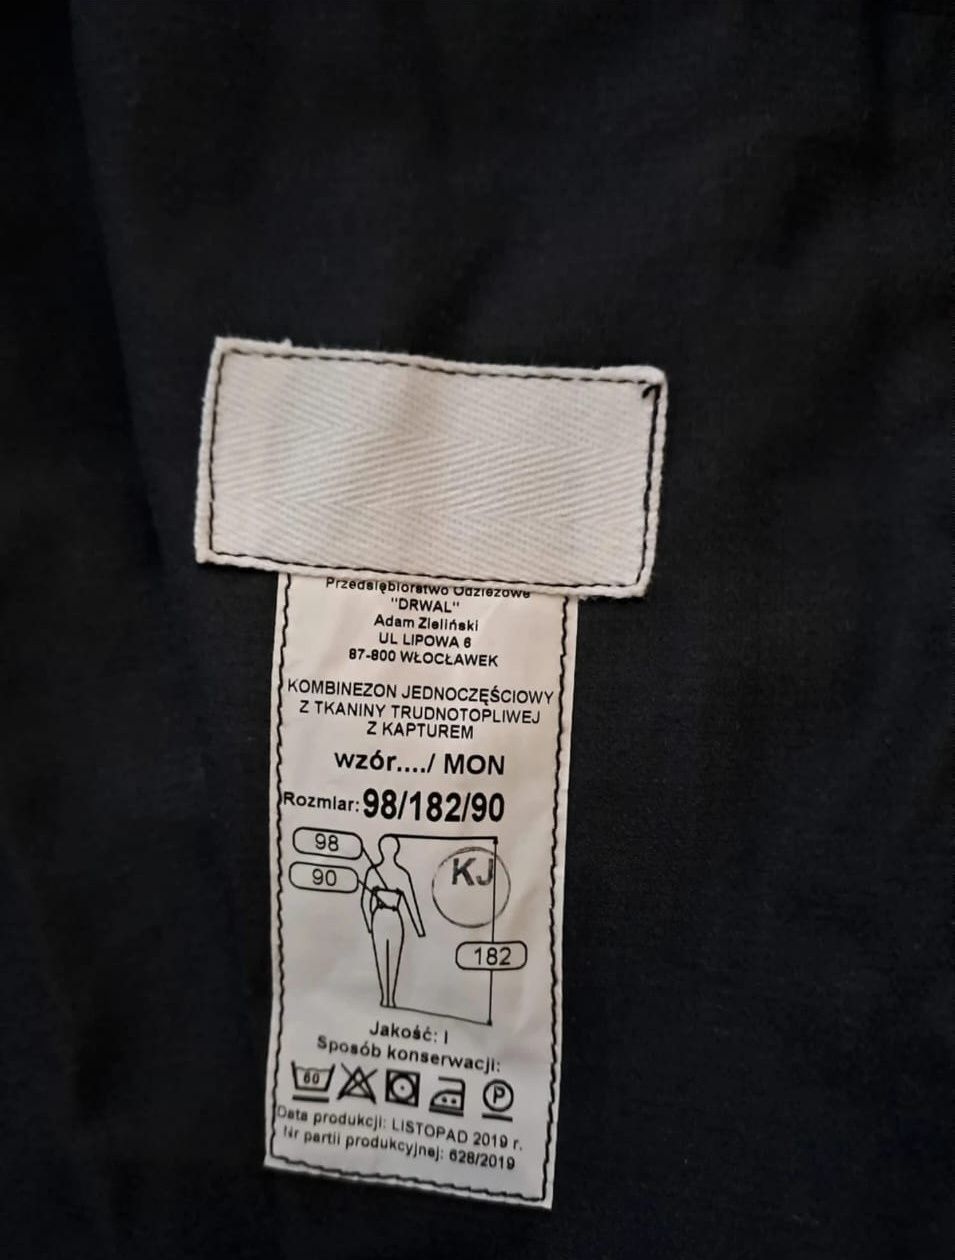 Przedsiębiorstwo Odzieżowe
"DRWAL"
Adam Zieliński
UL LIPOWA 6
87-800 WŁOCŁAWEK
KOMBINEZON JEDNOCZĘŚCIOWY
Z TKANINY TRUDNOTOPLIWEJ
Z KAPTUREM
wzór..../ MON
Rozmiar: 98/182/90
98
90
KJ
182
Jakość: I
Sposób konserwacji:
60
P
Data produkcji: LISTOPAD 2019 r.
Nr partii produkcyjnej: 628/2019